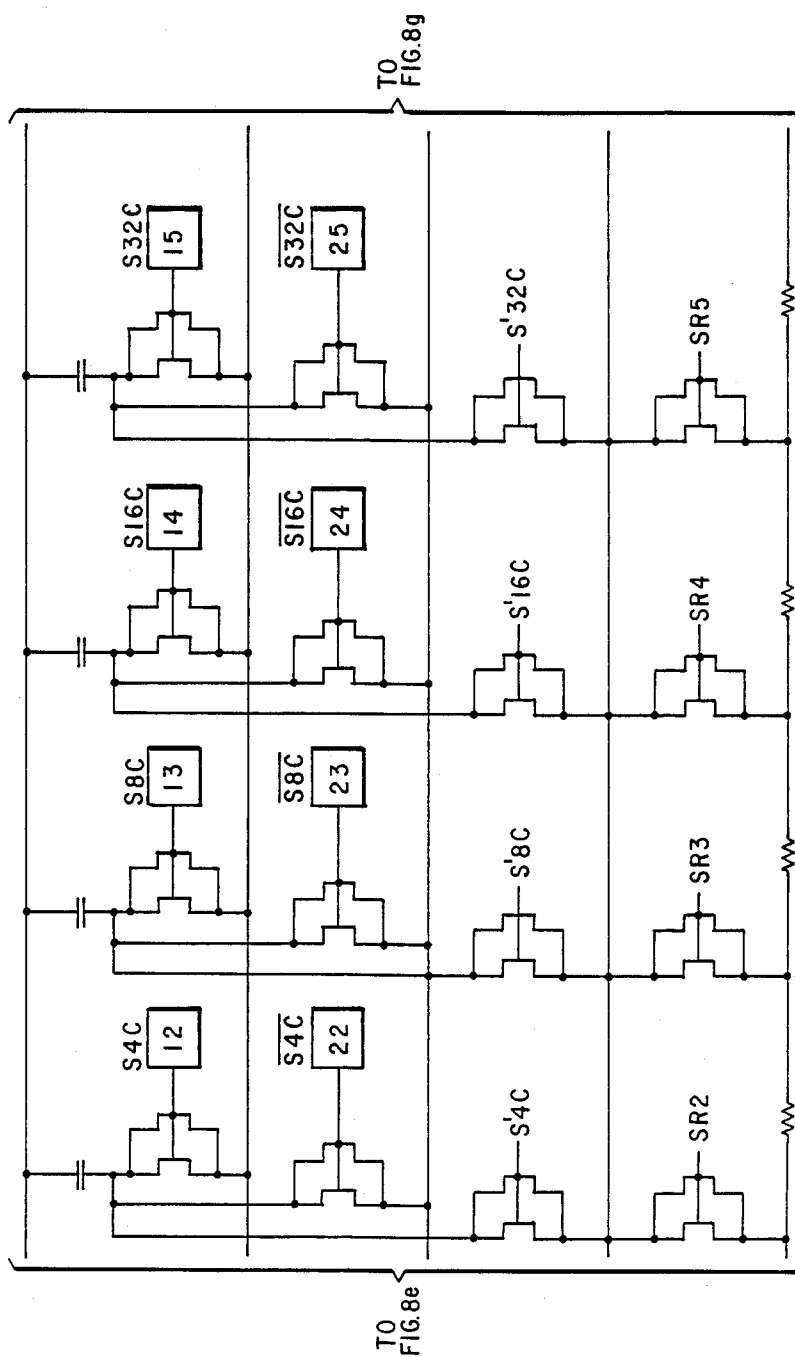 TO
FIG.8g
S32C
15
S32C
25
S'32C
SR5
S16C
14
S16C
24
S'16C
SR4
S8C
13
S8C
23
S'8C
SR3
S4C
12
S4C
22
S'4C
SR2
TO
FIG.8e